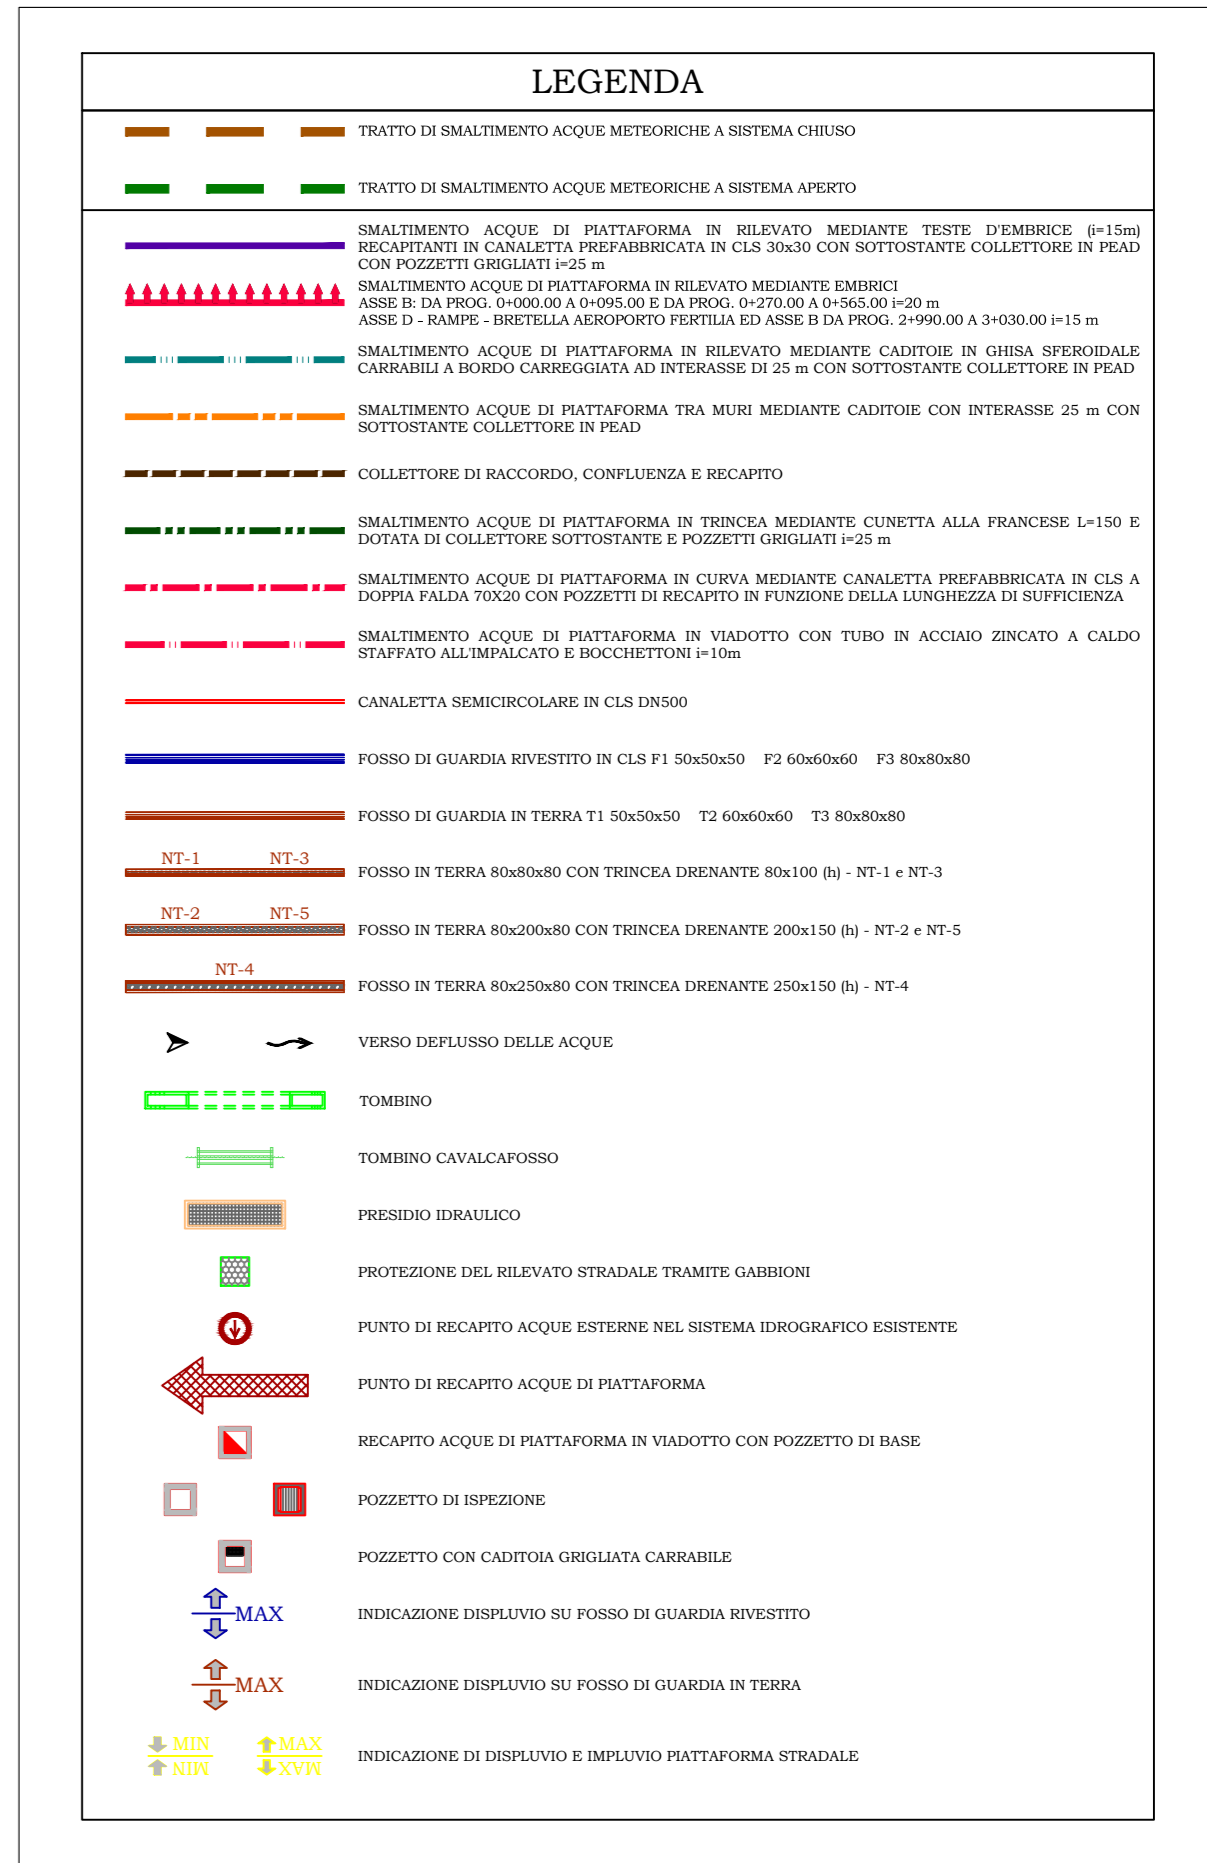 LEGENDA
TRATTO DI SMALTIMENTO ACQUE METEORICHE A SISTEMA CHIUSO
TRATTO DI SMALTIMENTO ACQUE METEORICHE A SISTEMA APERTO
SMALTIMENTO ACQUE DI PIATTAFORMA IN RILEVATO MEDIANTE TESTE D'EMBRICE (i=15m)
RECAPITANTI IN CANALETTA PREFABBRICATA IN CLS 30x30 CON SOTTOSTANTE COLLETTORE IN PEAD
CON POZZETTI GRIGLIATI i=25 m
SMALTIMENTO ACQUE DI PIATTAFORMA IN RILEVATO MEDIANTE EMBRICI
ASSE B: DA PROG. 0+000.00 A 0+095.00 E DA PROG. 0+270.00 A 0+565.00 i=20 m
ASSE D - RAMPE - BRETELLA AEROPORTO FERTILIA ED ASSE B DA PROG. 2+990.00 A 3+030.00 i=15 m
SMALTIMENTO ACQUE DI PIATTAFORMA IN RILEVATO MEDIANTE CADITOIE IN GHISA SFEROIDALE
CARRABILI A BORDO CARREGGIATA AD INTERASSE DI 25 m CON SOTTOSTANTE COLLETTORE IN PEAD
SMALTIMENTO ACQUE DI PIATTAFORMA TRA MURI MEDIANTE CADITOIE CON INTERASSE 25 m CON
SOTTOSTANTE COLLETTORE IN PEAD
COLLETTORE DI RACCORDO, CONFLUENZA E RECAPITO
SMALTIMENTO ACQUE DI PIATTAFORMA IN TRINCEA MEDIANTE CUNETTA ALLA FRANCESE L=150 E
DOTATA DI COLLETTORE SOTTOSTANTE E POZZETTI GRIGLIATI i=25 m
SMALTIMENTO ACQUE DI PIATTAFORMA IN CURVA MEDIANTE CANALETTA PREFABBRICATA IN CLS A
DOPPIA FALDA 70X20 CON POZZETTI DI RECAPITO IN FUNZIONE DELLA LUNGHEZZA DI SUFFICIENZA
SMALTIMENTO ACQUE DI PIATTAFORMA IN VIADOTTO CON TUBO IN ACCIAIO ZINCATO A CALDO
STAFFATO ALL'IMPALCATO E BOCCHETTONI i=10m
CANALETTA SEMICIRCOLARE IN CLS DN500
FOSSO DI GUARDIA RIVESTITO IN CLS F1 50x50x50 F2 60x60x60 F3 80x80x80
FOSSO DI GUARDIA IN TERRA T1 50x50x50 T2 60x60x60 T3 80x80x80
NT-1 NT-3
FOSSO IN TERRA 80x80x80 CON TRINCEA DRENANTE 80x100 (h) - NT-1 e NT-3
NT-2 NT-5
FOSSO IN TERRA 80x200x80 CON TRINCEA DRENANTE 200x150 (h) - NT-2 e NT-5
NT-4
FOSSO IN TERRA 80x250x80 CON TRINCEA DRENANTE 250x150 (h) - NT-4
VERSO DEFLUSSO DELLE ACQUE
TOMBINO
TOMBINO CAVALCAFOSSO
PRESIDIO IDRAULICO
PROTEZIONE DEL RILEVATO STRADALE TRAMITE GABBIONI
PUNTO DI RECAPITO ACQUE ESTERNE NEL SISTEMA IDROGRAFICO ESISTENTE
PUNTO DI RECAPITO ACQUE DI PIATTAFORMA
RECAPITO ACQUE DI PIATTAFORMA IN VIADOTTO CON POZZETTO DI BASE
POZZETTO DI ISPEZIONE
POZZETTO CON CADITOIA GRIGLIATA CARRABILE
MAX INDICAZIONE DISPLUVIO SU FOSSO DI GUARDIA RIVESTITO
MAX INDICAZIONE DISPLUVIO SU FOSSO DI GUARDIA IN TERRA
MIN MAX
MIN MAX
INDICAZIONE DI DISPLUVIO E IMPLUVIO PIATTAFORMA STRADALE